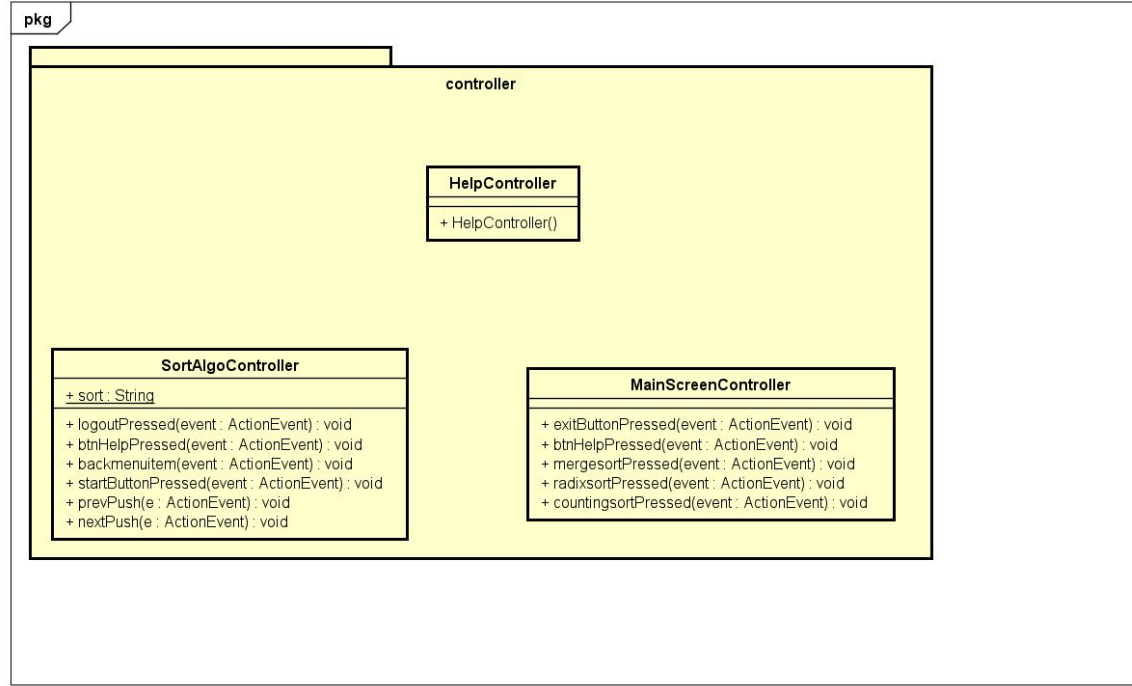 pkg
controller
HelpController
+ HelpController()
SortAlgoController
+ sort : String
+ logoutPressed(event : ActionEvent) : void
+ btnHelpPressed(event : ActionEvent) : void
+ backmenuitem(event : ActionEvent) : void
+ startButtonPressed(event : ActionEvent) : void
+ prevPush(e : ActionEvent) : void
+ nextPush(e : ActionEvent) : void
MainScreenController
+ exitButtonPressed(event : ActionEvent) : void
+ btnHelpPressed(event : ActionEvent) : void
+ mergesortPressed(event : ActionEvent) : void
+ radixsortPressed(event : ActionEvent) : void
+ countingsortPressed(event : ActionEvent) : void